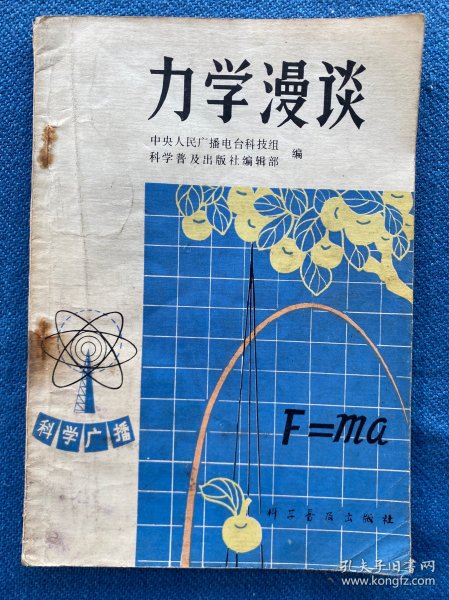 力学漫谈
中央人民广播电台科技组
科学普及出版社编辑部
编
科学广播
F=ma
科学普及出版社
孔夫子旧书网
www.kongfz.com